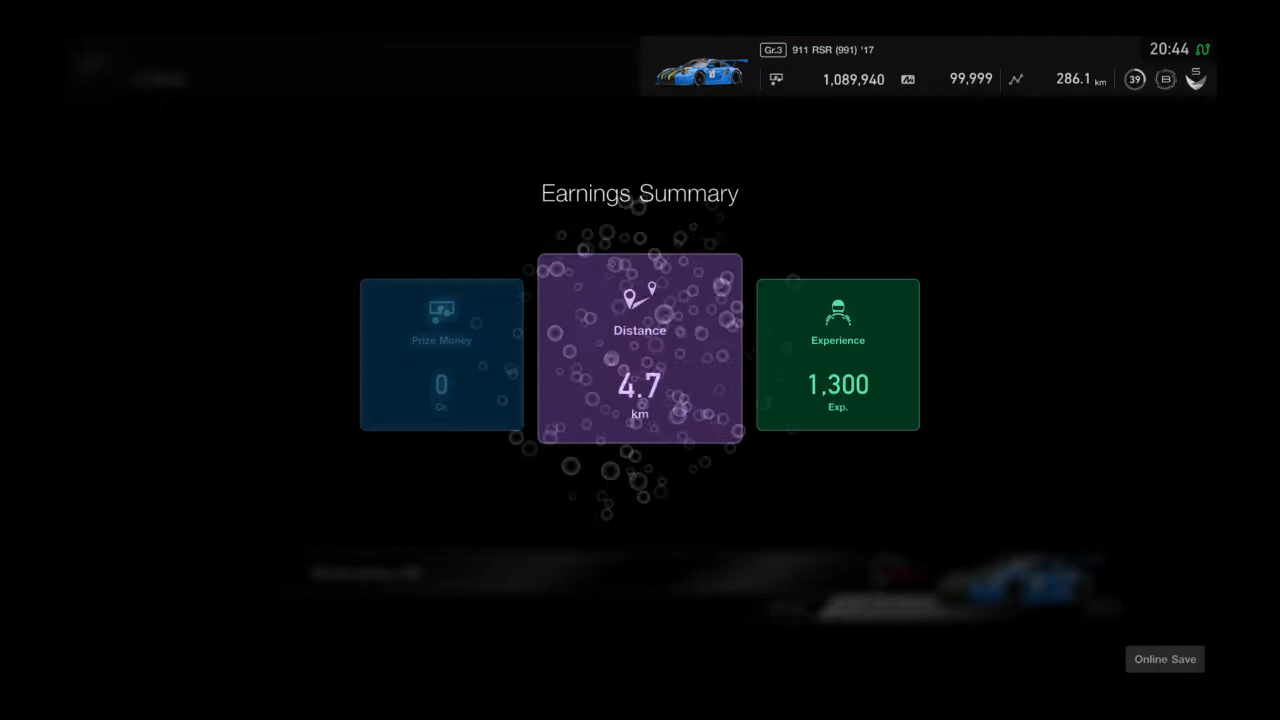 Gr.3 911 RSR (991) '17
20:44
1,089,940 99,999 286.1 km 39 B S
Earnings Summary
Prize Money
0
Cr.
Distance
4.7
km
Experience
1,300
Exp.
Online Save